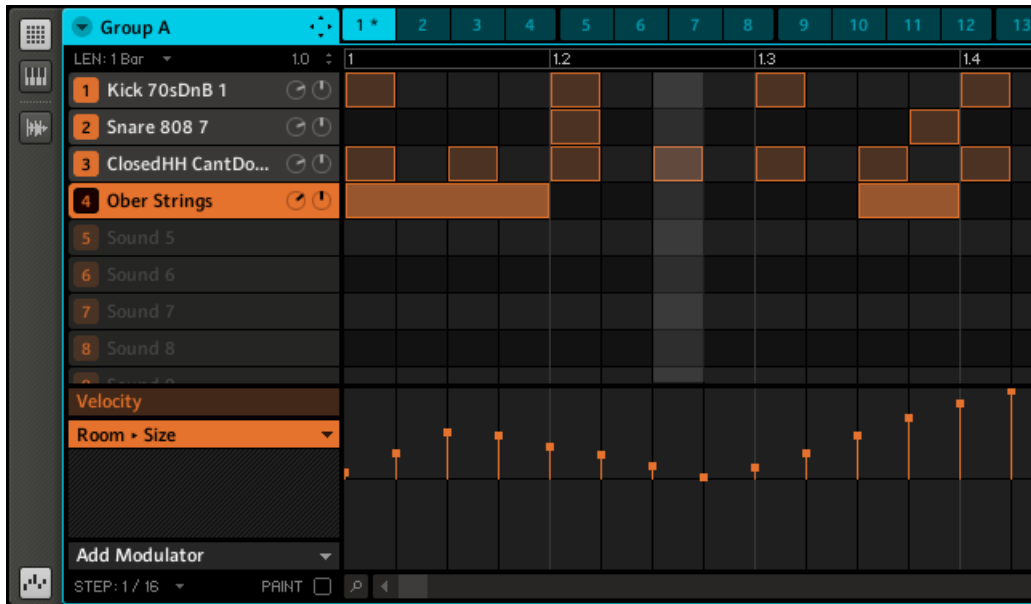 Group A
1 * 2 3 4 5 6 7 8 9 10 11 12 13
LEN: 1 Bar 1.0 1 1.2 1.3 1.4
1 Kick 70sDnB 1
2 Snare 808 7
3 ClosedHH CantDo...
4 Ober Strings
5 Sound 5
6 Sound 6
7 Sound 7
8 Sound 8
Velocity
Room ▸ Size
Add Modulator
STEP: 1 / 16 PAINT